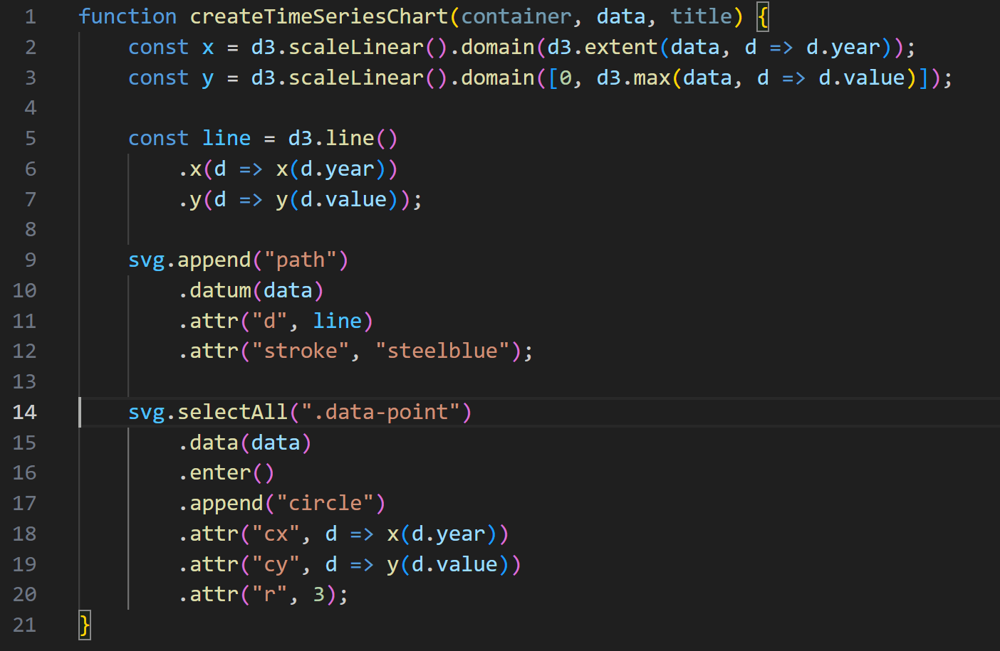 1 function createTimeSeriesChart(container, data, title) {
2     const x = d3.scaleLinear().domain(d3.extent(data, d => d.year));
3     const y = d3.scaleLinear().domain([0, d3.max(data, d => d.value)]);
4
5     const line = d3.line()
6         .x(d => x(d.year))
7         .y(d => y(d.value));
8
9     svg.append("path")
10         .datum(data)
11         .attr("d", line)
12         .attr("stroke", "steelblue");
13
14     svg.selectAll(".data-point")
15         .data(data)
16         .enter()
17         .append("circle")
18         .attr("cx", d => x(d.year))
19         .attr("cy", d => y(d.value))
20         .attr("r", 3);
21 }